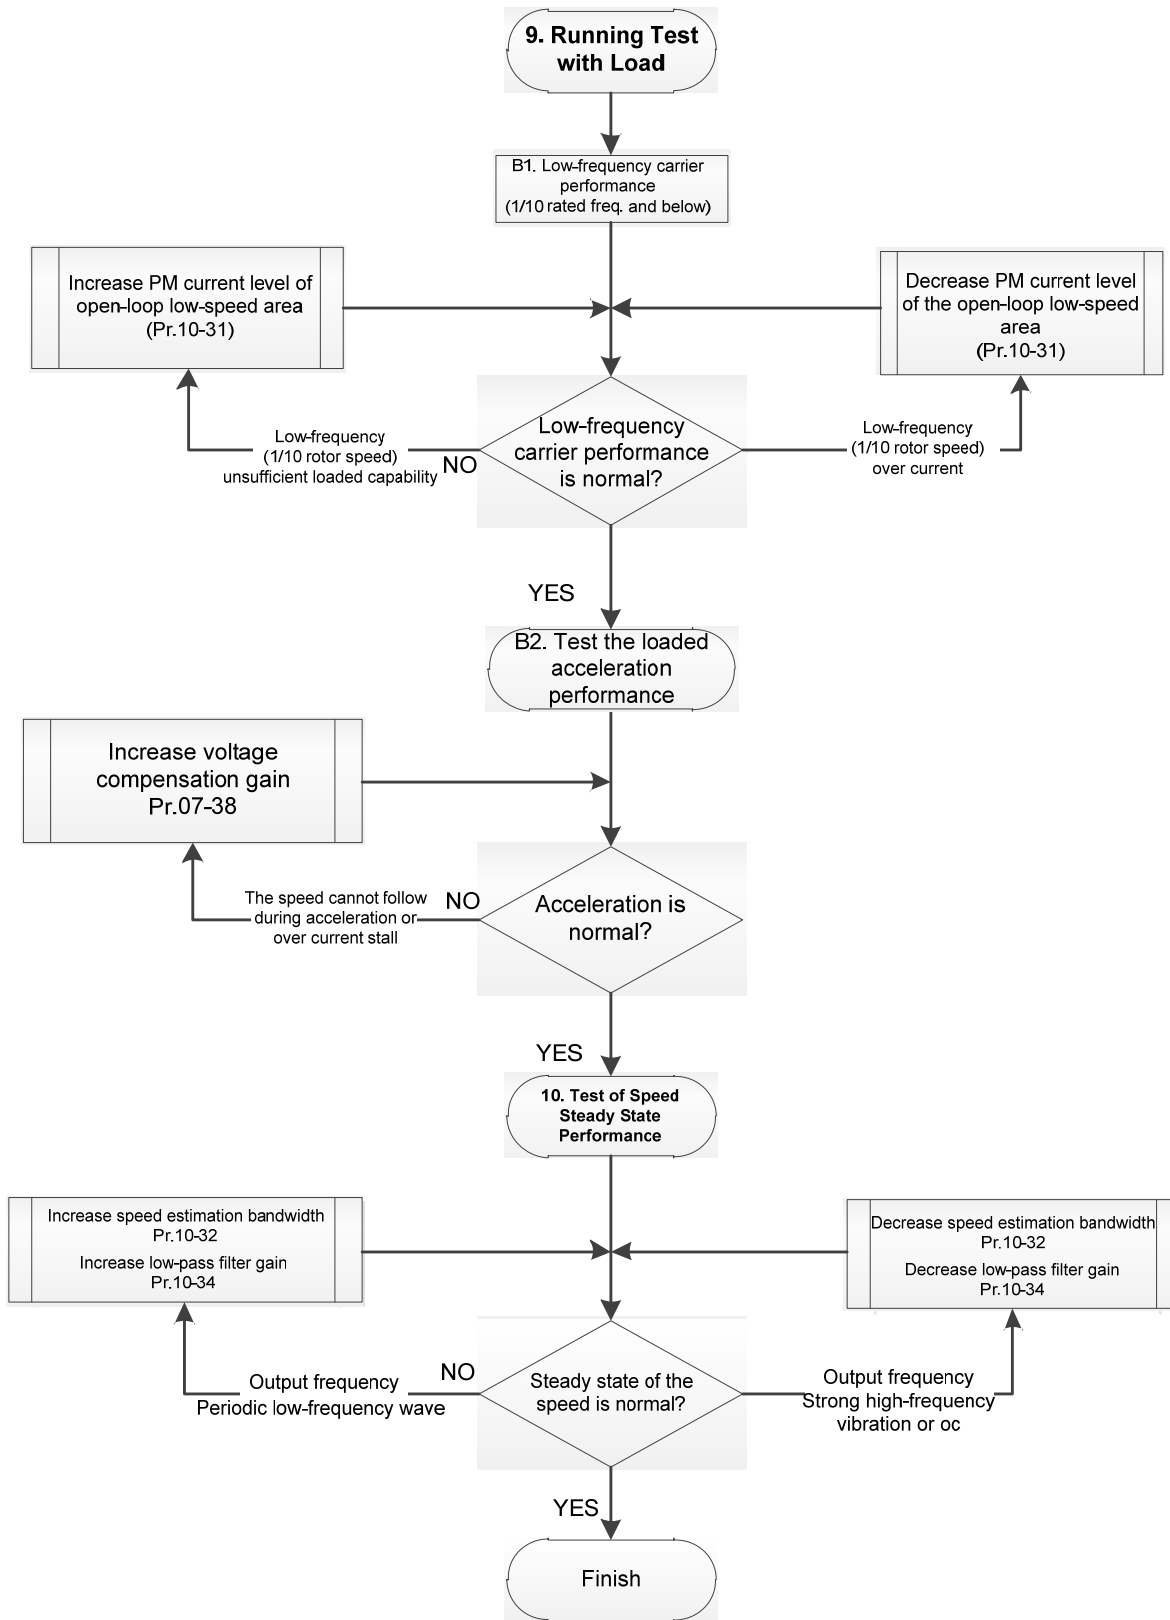 9. Running Test
with Load
B1. Low-frequency carrier
performance
(1/10 rated freq. and below)
Increase PM current level of
open-loop low-speed area
(Pr.10-31)
Decrease PM current level
of the open-loop low-speed
area
(Pr.10-31)
Low-frequency
carrier performance
is normal?
Low-frequency
(1/10 rotor speed)
unsufficient loaded capability
NO
Low-frequency
(1/10 rotor speed)
over current
YES
B2. Test the loaded
acceleration
performance
Increase voltage
compensation gain
Pr.07-38
The speed cannot follow
during acceleration or
over current stall
NO
Acceleration is
normal?
YES
10. Test of Speed
Steady State
Performance
Increase speed estimation bandwidth
Pr.10-32
Increase low-pass filter gain
Pr.10-34
Decrease speed estimation bandwidth
Pr.10-32
Decrease low-pass filter gain
Pr.10-34
Output frequency
Periodic low-frequency wave
NO
Steady state of the
speed is normal?
Output frequency
Strong high-frequency
vibration or oc
YES
Finish